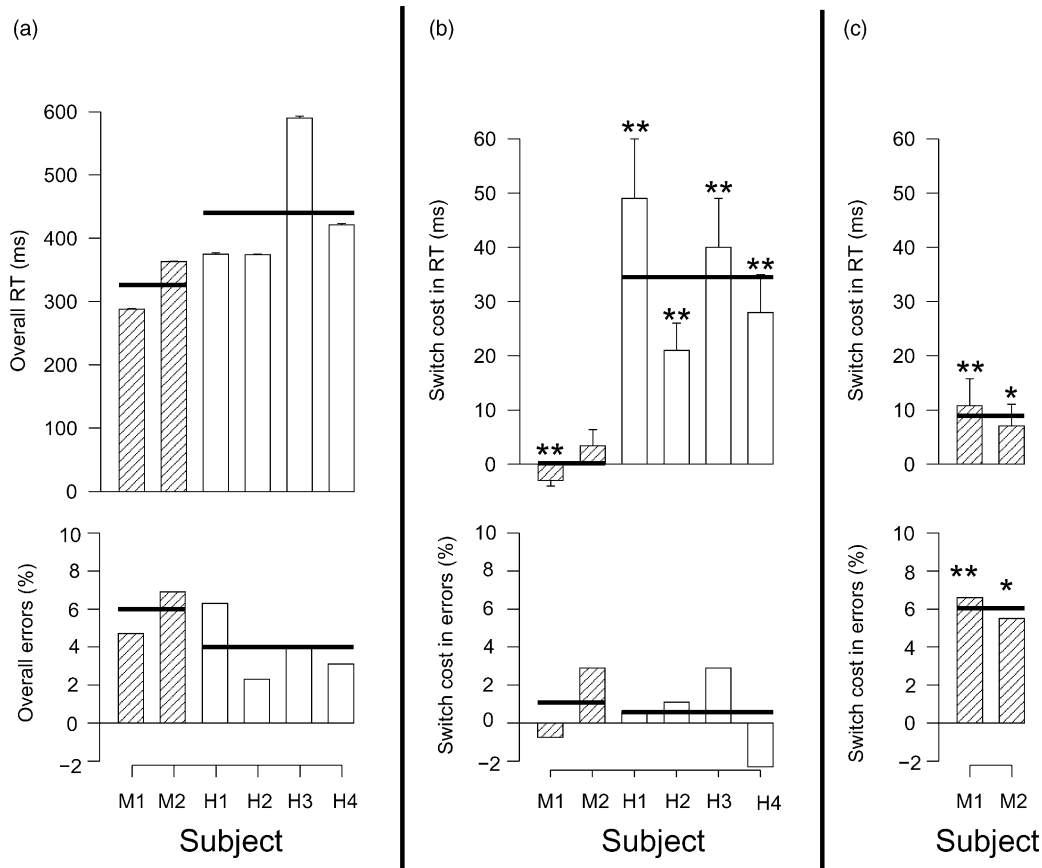 (a)
Overall RT (ms)
600
500
400
300
200
100
0
Overall errors (%)
10
8
6
4
2
0
−2
M1 M2 H1 H2 H3 H4
Subject
(b)
Switch cost in RT (ms)
60
50
40
30
20
10
0
** ** ** ** **
Switch cost in errors (%)
10
8
6
4
2
0
−2
M1 M2 H1 H2 H3 H4
Subject
(c)
Switch cost in RT (ms)
60
50
40
30
20
10
0
** *
Switch cost in errors (%)
10
8
6
4
2
0
−2
** *
M1 M2
Subject